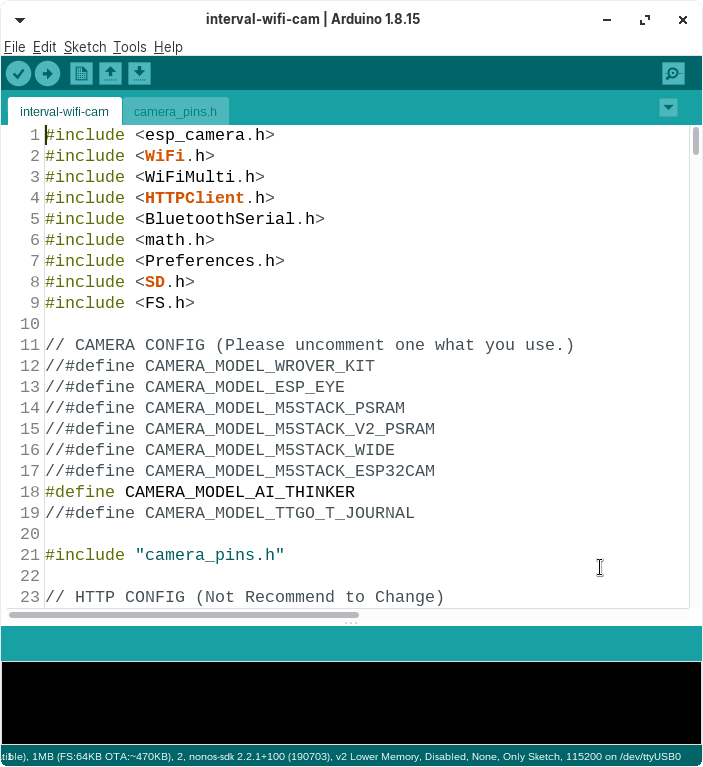 interval-wifi-cam | Arduino 1.8.15
File Edit Sketch Tools Help
interval-wifi-cam camera_pins.h
1 #include <esp_camera.h>
2 #include <WiFi.h>
3 #include <WiFiMulti.h>
4 #include <HTTPClient.h>
5 #include <BluetoothSerial.h>
6 #include <math.h>
7 #include <Preferences.h>
8 #include <SD.h>
9 #include <FS.h>
10
11 // CAMERA CONFIG (Please uncomment one what you use.)
12 //#define CAMERA_MODEL_WROVER_KIT
13 //#define CAMERA_MODEL_ESP_EYE
14 //#define CAMERA_MODEL_M5STACK_PSRAM
15 //#define CAMERA_MODEL_M5STACK_V2_PSRAM
16 //#define CAMERA_MODEL_M5STACK_WIDE
17 //#define CAMERA_MODEL_M5STACK_ESP32CAM
18 #define CAMERA_MODEL_AI_THINKER
19 //#define CAMERA_MODEL_TTGO_T_JOURNAL
20
21 #include "camera_pins.h"
22
23 // HTTP CONFIG (Not Recommend to Change)
1MB (FS:64KB OTA:~470KB), 2, nonos-sdk 2.2.1+100 (190703), v2 Lower Memory, Disabled, None, Only Sketch, 115200 on /dev/ttyUSB0